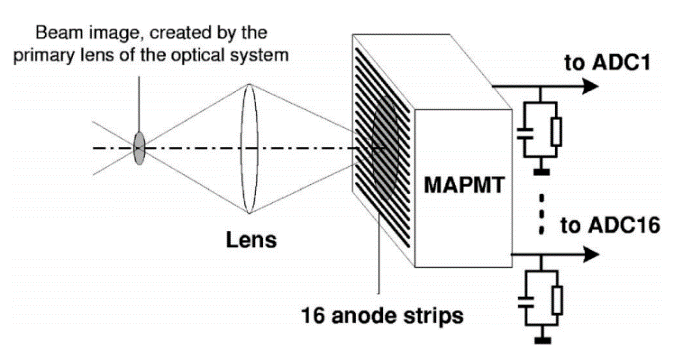 Beam image, created by the
primary lens of the optical system
to ADC1
MAPMT
to ADC16
Lens
16 anode strips